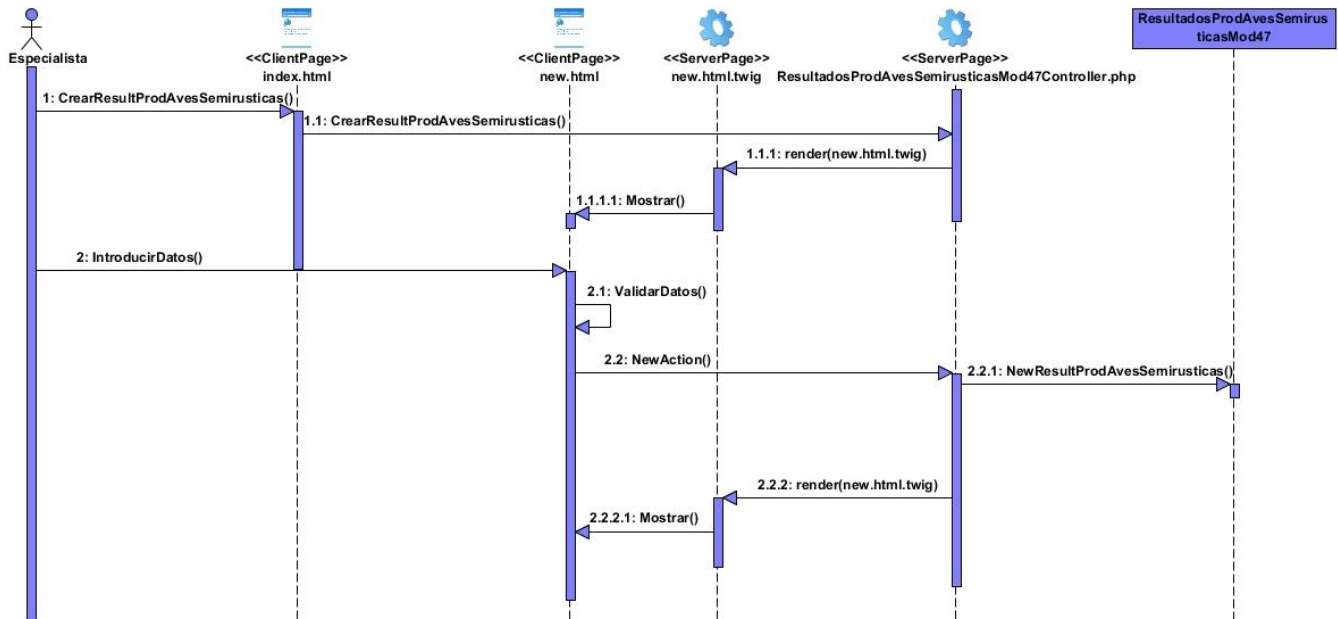 ResultadosProdAvesSemirus
ticasMod47
Especialista
<<ClientPage>>
index.html
<<ClientPage>>
new.html
<<ServerPage>>
new.html.twig
<<ServerPage>>
ResultadosProdAvesSemirusticasMod47Controller.php
1: CrearResultProdAvesSemirusticas()
1.1: CrearResultProdAvesSemirusticas()
1.1.1: render(new.html.twig)
1.1.1.1: Mostrar()
2: IntroducirDatos()
2.1: ValidarDatos()
2.2: NewAction()
2.2.1: NewResultProdAvesSemirusticas()
2.2.2: render(new.html.twig)
2.2.2.1: Mostrar()